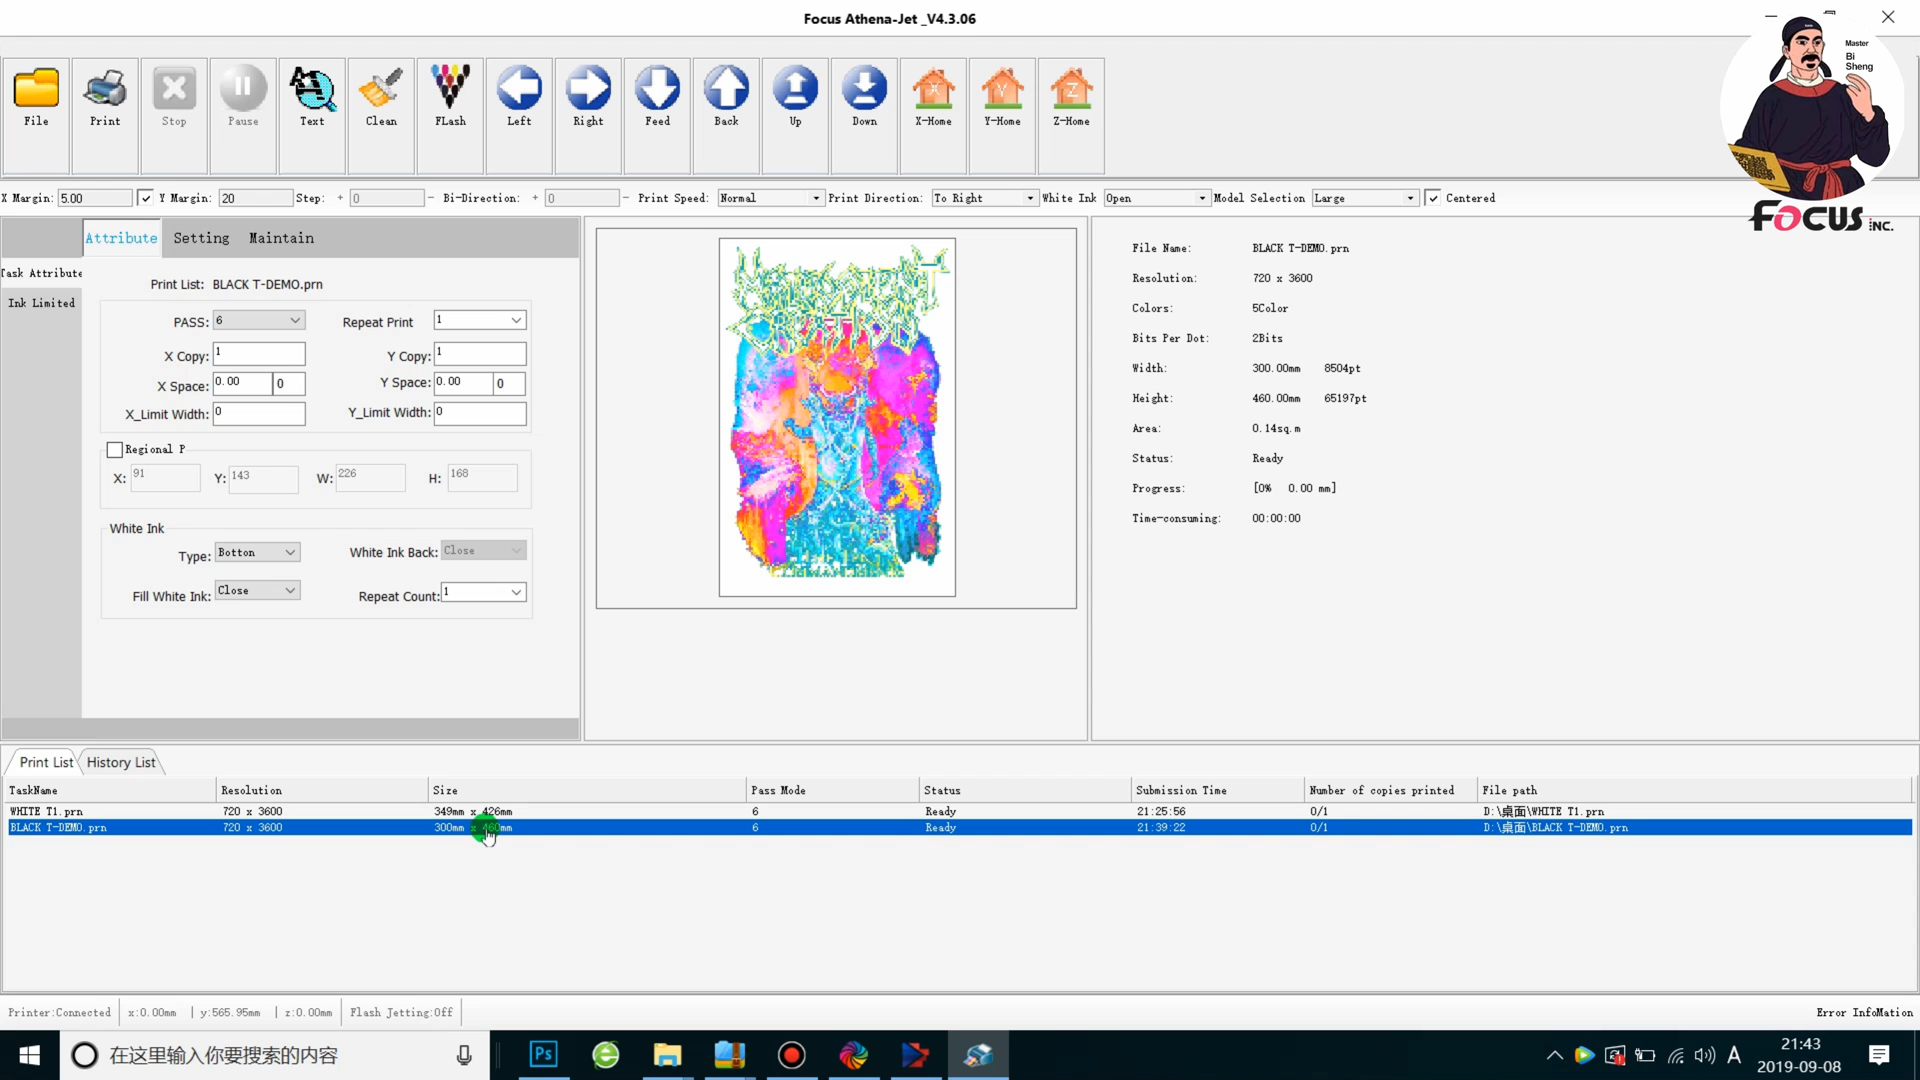 Focus Athena-Jet _V4.3.06
File
Print
Stop
Pause
Text
Clean
FLash
Left
Right
Feed
Back
Up
Down
X-Home
Y-Home
Z-Home
Master
Bi
Sheng
FOCUS INC.
X Margin: 5.00 Y Margin: 20 Step: + 0 - Bi-Direction: + 0 - Print Speed: Normal Print Direction: To Right White Ink Open Model Selection Large Centered
Attribute Setting Maintain
Task Attribute
Ink Limited
Print List: BLACK T-DEMO.prn
PASS: 6 Repeat Print 1
X Copy: 1 Y Copy: 1
X Space: 0.00 0 Y Space: 0.00 0
X_Limit Width: 0 Y_Limit Width: 0
Regional P
X: 91 Y: 143 W: 226 H: 168
White Ink
Type: Botton White Ink Back: Close
Fill White Ink: Close Repeat Count: 1
File Name: BLACK T-DEMO.prn
Resolution: 720 x 3600
Colors: 5Color
Bits Per Dot: 2Bits
Width: 300.00mm 8504pt
Height: 460.00mm 65197pt
Area: 0.14sq.m
Status: Ready
Progress: [0% 0.00 mm]
Time-consuming: 00:00:00
Print List History List
TaskName Resolution Size Pass Mode Status Submission Time Number of copies printed File path
WHITE T1.prn 720 x 3600 349mm x 426mm 6 Ready 21:25:56 0/1 D:\桌面\WHITE T1.prn
BLACK T-DEMO.prn 720 x 3600 300mm x 460mm 6 Ready 21:39:22 0/1 D:\桌面\BLACK T-DEMO.prn
Printer:Connected x:0.00mm y:565.95mm z:0.00mm Flash Jetting:Off Error InfoMation
在这里输入你要搜索的内容
Ps
A
21:43
2019-09-08